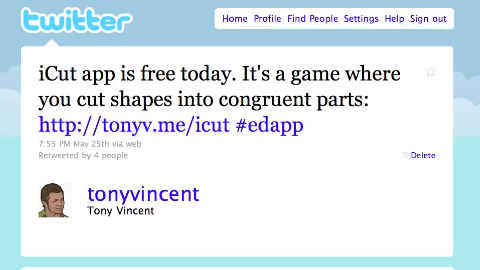 twitter
Home Profile Find People Settings Help Sign out
iCut app is free today. It's a game where
you cut shapes into congruent parts:
http://tonyv.me/icut #edapp
7:55 PM May 25th via web
Retweeted by 4 people
Delete
tonyvincent
Tony Vincent